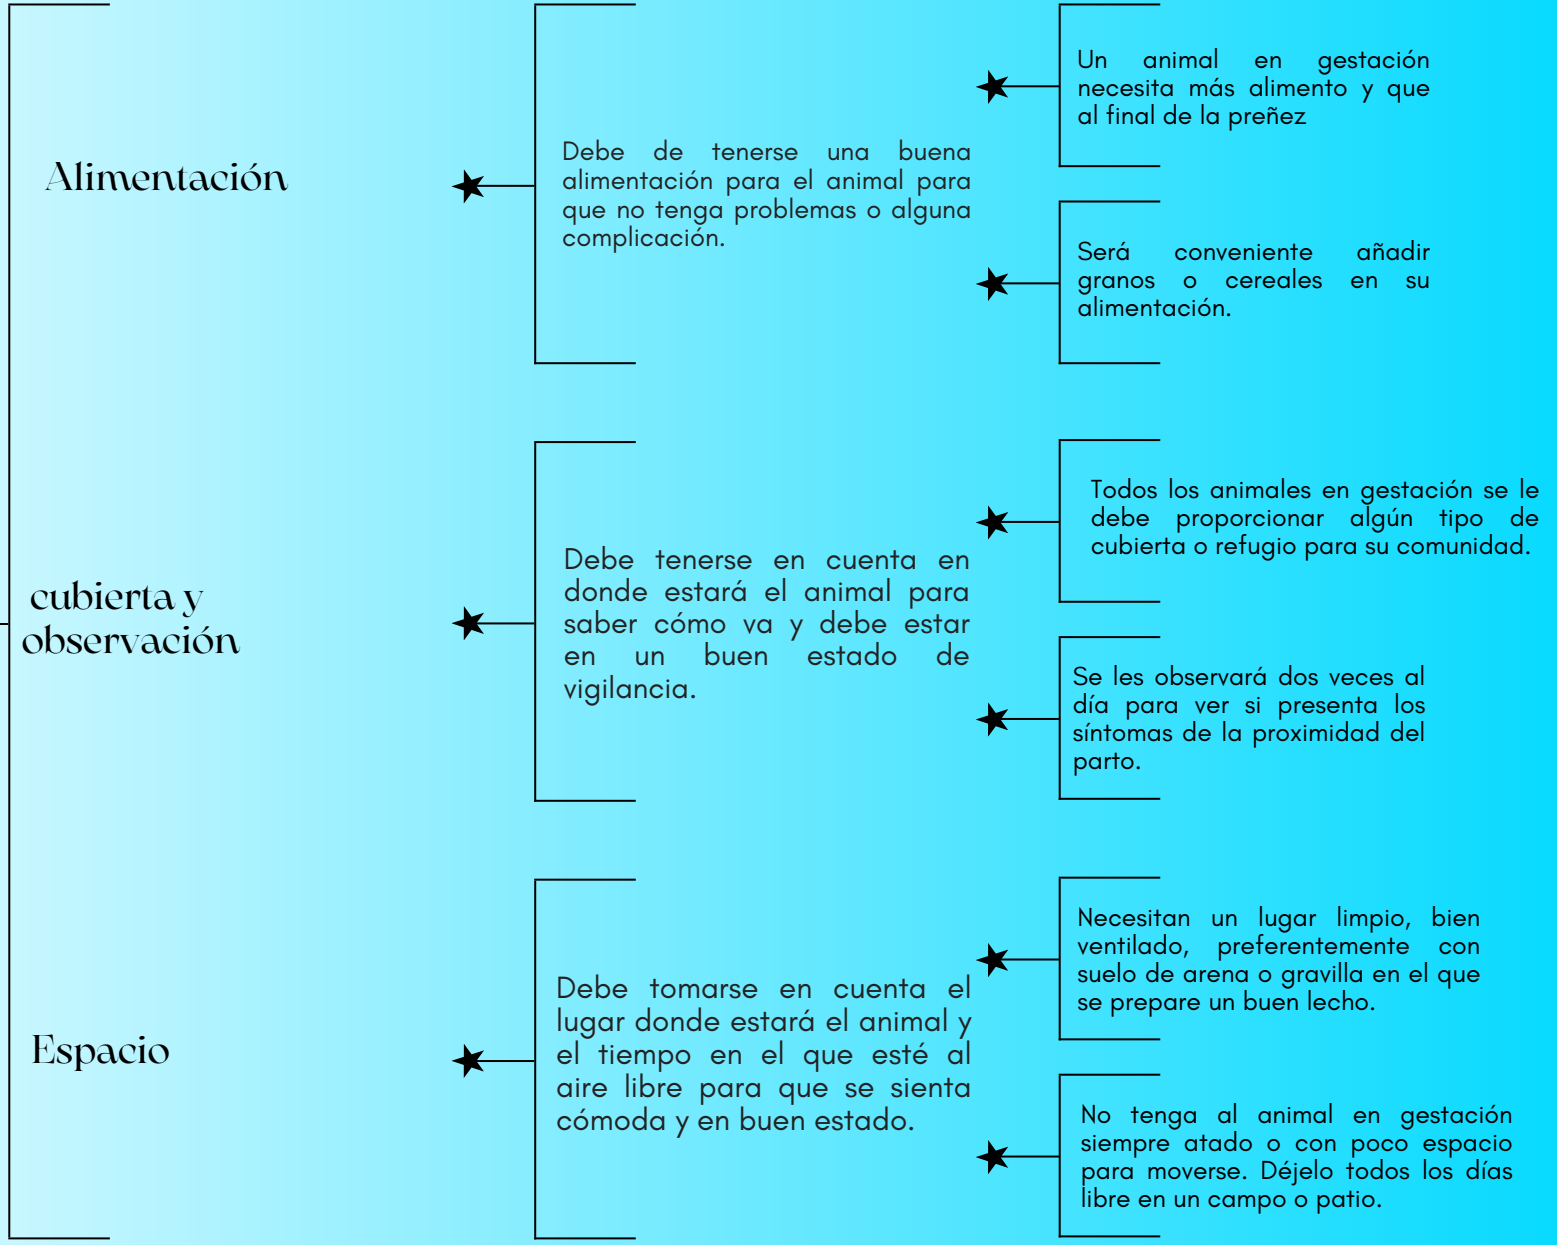 Alimentación
Debe de tenerse una buena
alimentación para el animal para
que no tenga problemas o alguna
complicación.
Un animal en gestación
necesita más alimento y que
al final de la preñez
Será conveniente añadir
granos o cereales en su
alimentación.
cubierta y
observación
Debe tenerse en cuenta en
donde estará el animal para
saber cómo va y debe estar
en un buen estado de
vigilancia.
Todos los animales en gestación se le
debe proporcionar algún tipo de
cubierta o refugio para su comunidad.
Se les observará dos veces al
día para ver si presenta los
síntomas de la proximidad del
parto.
Espacio
Debe tomarse en cuenta el
lugar donde estará el animal y
el tiempo en el que esté al
aire libre para que se sienta
cómoda y en buen estado.
Necesitan un lugar limpio, bien
ventilado, preferentemente con
suelo de arena o gravilla en el que
se prepare un buen lecho.
No tenga al animal en gestación
siempre atado o con poco espacio
para moverse. Déjelo todos los días
libre en un campo o patio.